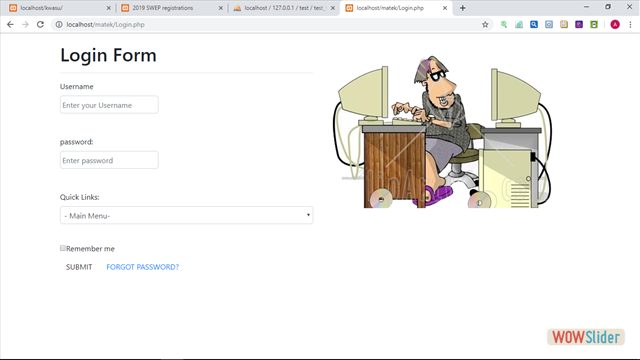 localhost/kwasu/
2019 SWEP registrations
localhost / 127.0.0.1 / test / test_
localhost/matek/Login.php
localhost/matek/Login.php
A
Login Form
Username
Enter your Username
password:
Enter password
Quick Links:
- Main Menu-
Remember me
SUBMIT
FORGOT PASSWORD?
WOWSlider